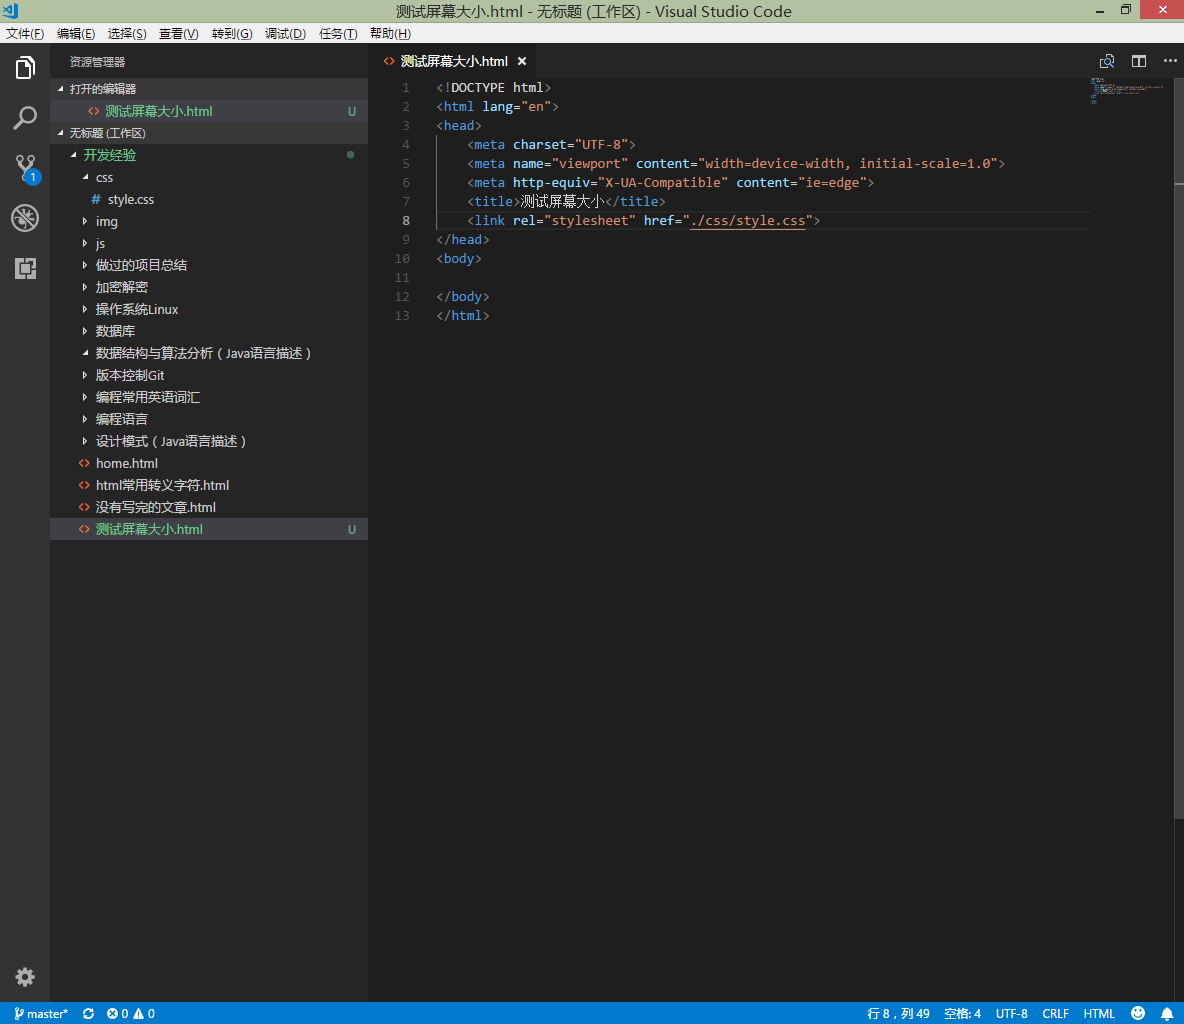 测试屏幕大小.html - 无标题 (工作区) - Visual Studio Code
文件(F) 编辑(E) 选择(S) 查看(V) 转到(G) 调试(D) 任务(T) 帮助(H)
资源管理器
打开的编辑器
测试屏幕大小.html U
无标题 (工作区)
开发经验
css
# style.css
img
js
做过的项目总结
加密解密
操作系统Linux
数据库
数据结构与算法分析（Java语言描述）
版本控制Git
编程常用英语词汇
编程语言
设计模式（Java语言描述）
home.html
html常用转义字符.html
没有写完的文章.html
测试屏幕大小.html U
1
测试屏幕大小.html
1 <!DOCTYPE html>
2 <html lang="en">
3 <head>
4 <meta charset="UTF-8">
5 <meta name="viewport" content="width=device-width, initial-scale=1.0">
6 <meta http-equiv="X-UA-Compatible" content="ie=edge">
7 <title>测试屏幕大小</title>
8 <link rel="stylesheet" href="./css/style.css">
9 </head>
10 <body>
11
12 </body>
13 </html>
master* 0 0 行 8，列 49 空格: 4 UTF-8 CRLF HTML